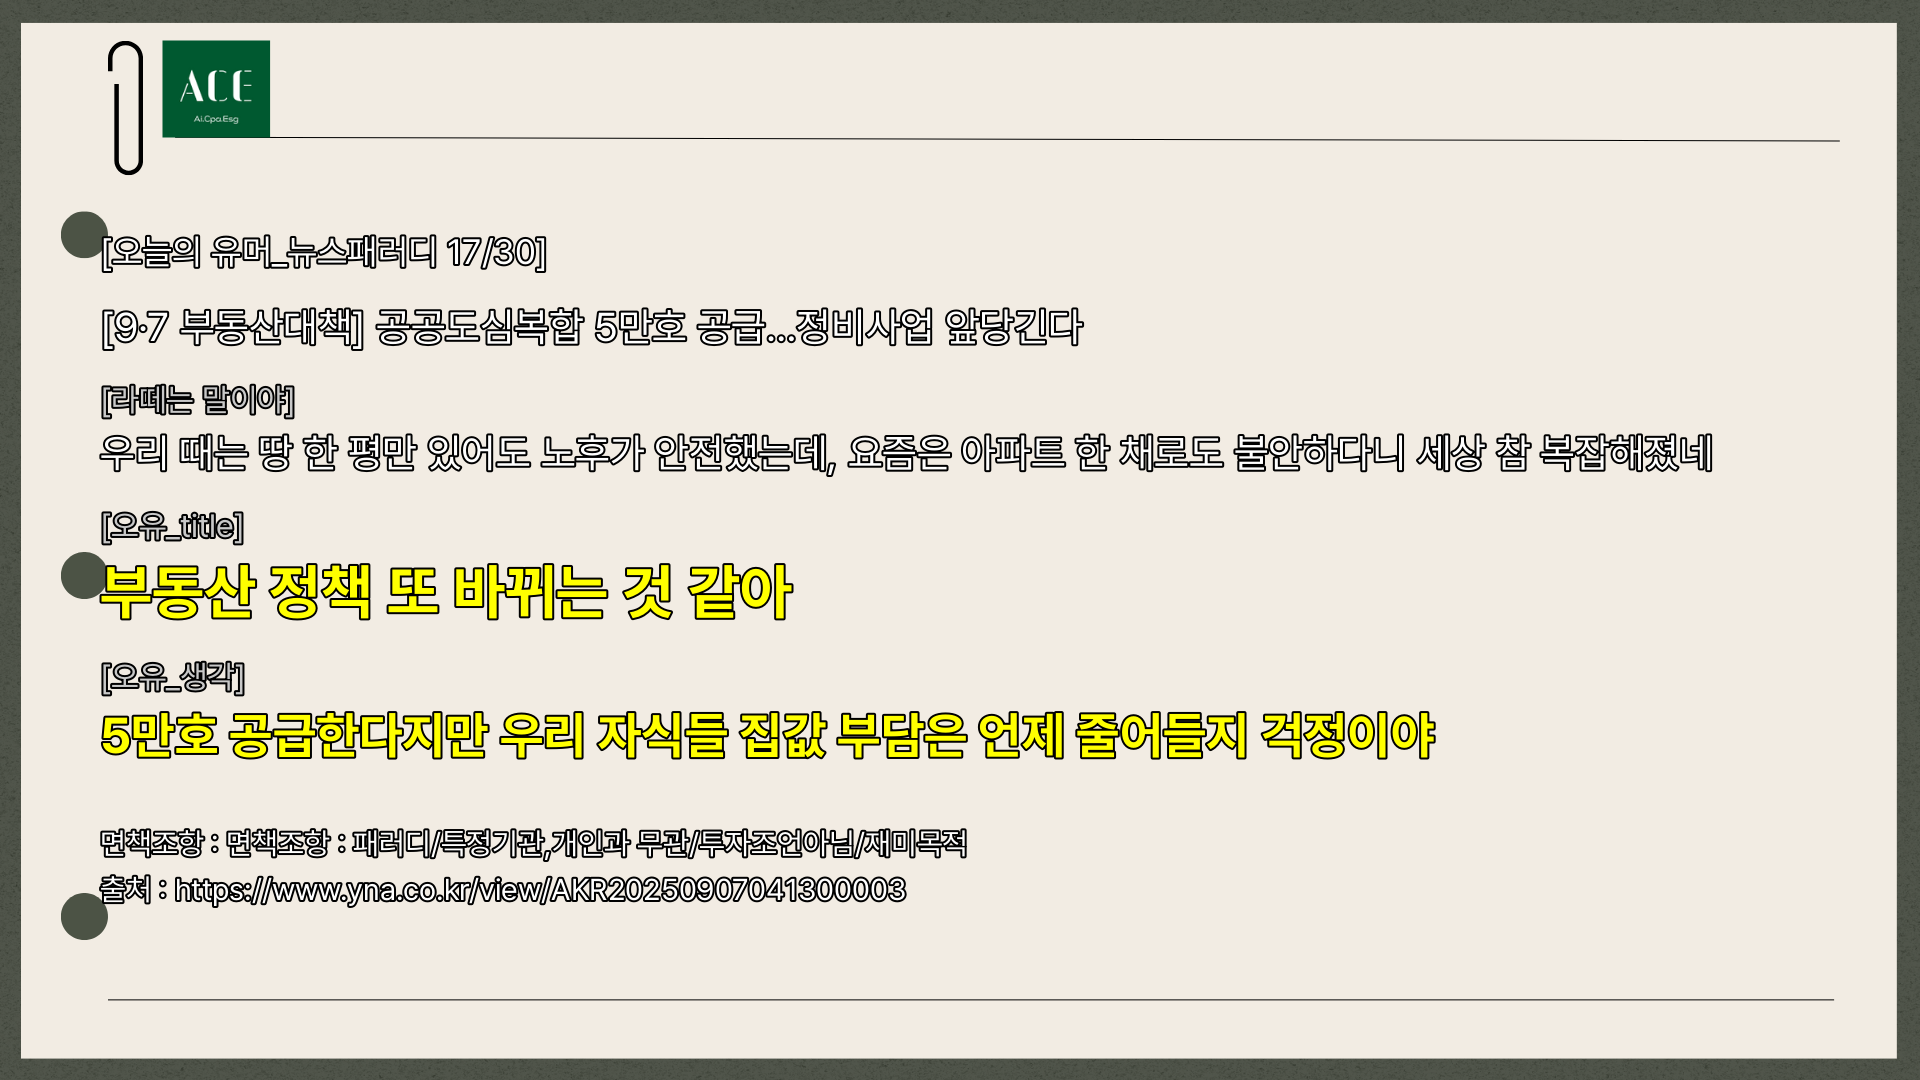 ACE
Ai.Cpa.Esg
[오늘의 유머_뉴스패러디 17/30]
[9·7 부동산대책] 공공도심복합 5만호 공급...정비사업 앞당긴다
[라떼는 말이야]
우리 때는 땅 한 평만 있어도 노후가 안전했는데, 요즘은 아파트 한 채로도 불안하다니 세상 참 복잡해졌네
[오유_title]
부동산 정책 또 바뀌는 것 같아
[오유_생각]
5만호 공급한다지만 우리 자식들 집값 부담은 언제 줄어들지 걱정이야
면책조항 : 면책조항 : 패러디/특정기관,개인과 무관/투자조언아님/재미목적
출처 : https://www.yna.co.kr/view/AKR20250907041300003